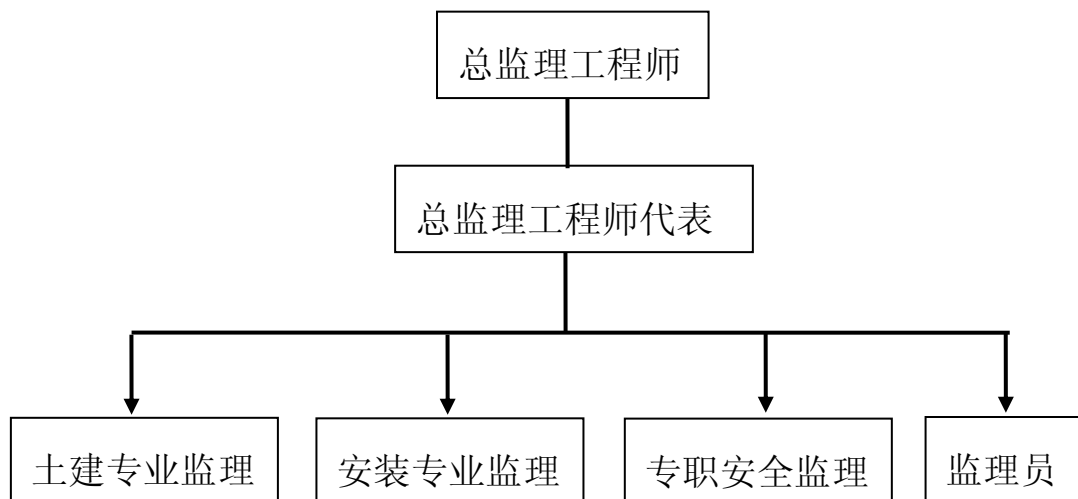 总监理工程师
总监理工程师代表
土建专业监理
安装专业监理
专职安全监理
监理员